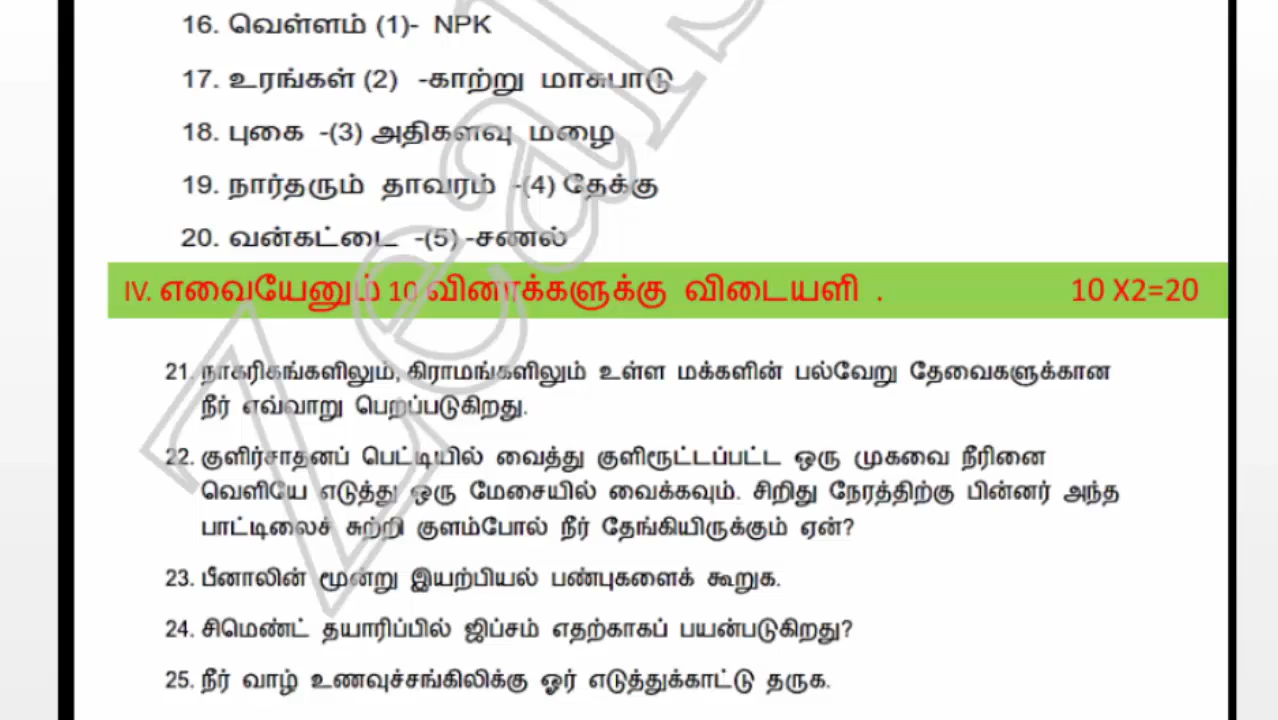 16. வெள்ளம் (1)- NPK
17. உரங்கள் (2) -காற்று மாசுபாடு
18. புகை -(3) அதிகளவு மழை
19. நார்தரும் தாவரம் -(4) தேக்கு
20. வன்கட்டை -(5) -சணல்
IV. எவையேனும் 10 வினாக்களுக்கு விடையளி . 10 X2=20
21. நாகரிகங்களிலும், கிராமங்களிலும் உள்ள மக்களின் பல்வேறு தேவைகளுக்கான
நீர் எவ்வாறு பெறப்படுகிறது.
22. குளிர்சாதனப் பெட்டியில் வைத்து குளிரூட்டப்பட்ட ஒரு முகவை நீரினை
வெளியே எடுத்து ஒரு மேசையில் வைக்கவும். சிறிது நேரத்திற்கு பின்னர் அந்த
பாட்டிலைச் சுற்றி குளம்போல் நீர் தேங்கியிருக்கும் ஏன்?
23. பீனாலின் மூன்று இயற்பியல் பண்புகளைக் கூறுக.
24. சிமெண்ட் தயாரிப்பில் ஜிப்சம் எதற்காகப் பயன்படுகிறது?
25. நீர் வாழ் உணவுச்சங்கிலிக்கு ஓர் எடுத்துக்காட்டு தருக.